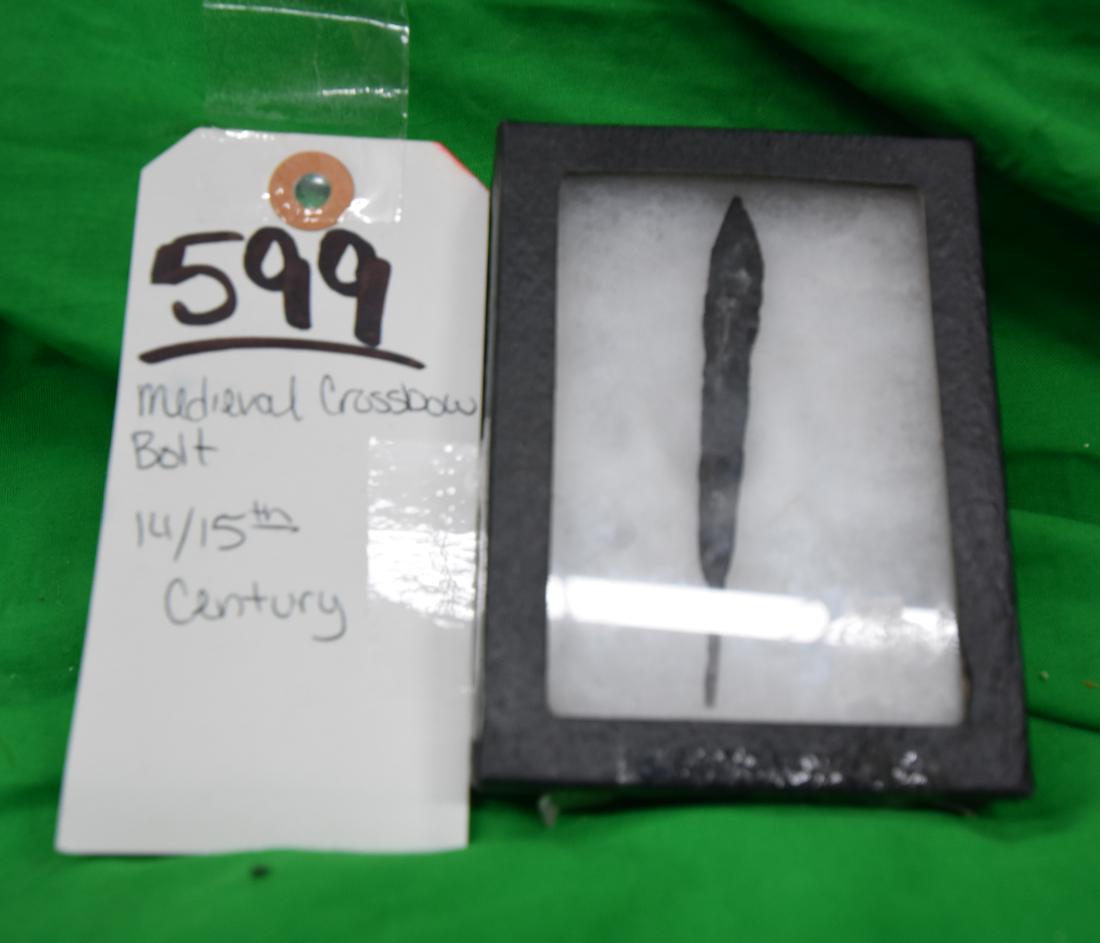 599
Medieval Crossbow
Bolt
14/15th
Century